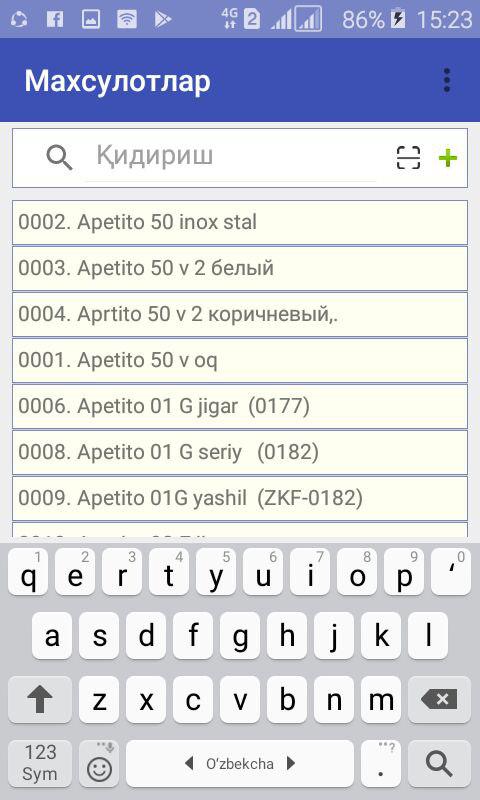 4G 2 86% 15:23
Махсулотлар
Қидириш
0002. Apetito 50 inox stal
0003. Apetito 50 v 2 белый
0004. Aprtito 50 v 2 коричневый,.
0001. Apetito 50 v oq
0006. Apetito 01 G jigar (0177)
0008. Apetito 01 G seriy (0182)
0009. Apetito 01G yashil (ZKF-0182)
1 2 3 4 5 6 7 8 9 0
q e r t y u i o p ‘
a s d f g h j k l
z x c v b n m
123 Sym O‘zbekcha . ?